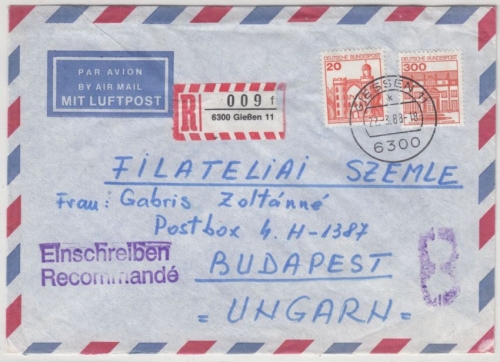 PAR AVION
BY AIR MAIL
MIT LUFTPOST
R
009 f
6300 Gießen 11
20
DEUTSCHE BUNDESPOST
300
DEUTSCHE BUNDESPOST
GIESSEN 11
6300
FILATELIAI SZEMLE
Frau: Gabris Zoltánné
Postbox 4. H-1387
BUDAPEST
= UNGARN =
Einschreiben
Recommandé